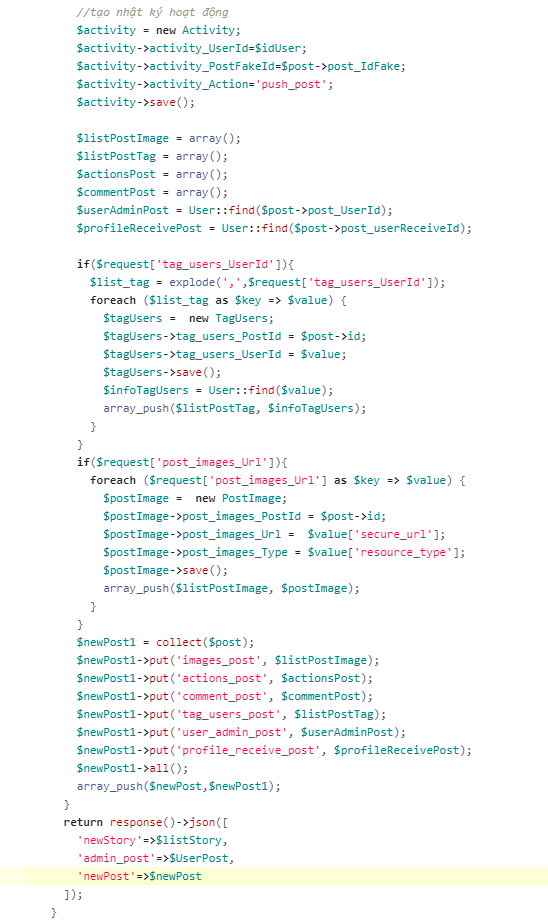 //tạo nhật ký hoạt động
$activity = new Activity;
$activity->activity_UserId=$idUser;
$activity->activity_PostFakeId=$post->post_IdFake;
$activity->activity_Action='push_post';
$activity->save();
$listPostImage = array();
$listPostTag = array();
$actionsPost = array();
$commentPost = array();
$userAdminPost = User::find($post->post_UserId);
$profileReceivePost = User::find($post->post_userReceiveId);
if($request['tag_users_UserId']){
$list_tag = explode(',',$request['tag_users_UserId']);
foreach ($list_tag as $key => $value) {
$tagUsers =  new TagUsers;
$tagUsers->tag_users_PostId = $post->id;
$tagUsers->tag_users_UserId = $value;
$tagUsers->save();
$infoTagUsers = User::find($value);
array_push($listPostTag, $infoTagUsers);
}
}
if($request['post_images_Url']){
foreach ($request['post_images_Url'] as $key => $value) {
$postImage =  new PostImage;
$postImage->post_images_PostId = $post->id;
$postImage->post_images_Url =  $value['secure_url'];
$postImage->post_images_Type = $value['resource_type'];
$postImage->save();
array_push($listPostImage, $postImage);
}
}
$newPost1 = collect($post);
$newPost1->put('images_post', $listPostImage);
$newPost1->put('actions_post', $actionsPost);
$newPost1->put('comment_post', $commentPost);
$newPost1->put('tag_users_post', $listPostTag);
$newPost1->put('user_admin_post', $userAdminPost);
$newPost1->put('profile_receive_post', $profileReceivePost);
$newPost1->all();
array_push($newPost,$newPost1);
}
return response()->json([
'newStory'=>$listStory,
'admin_post'=>$UserPost,
'newPost'=>$newPost
]);
}